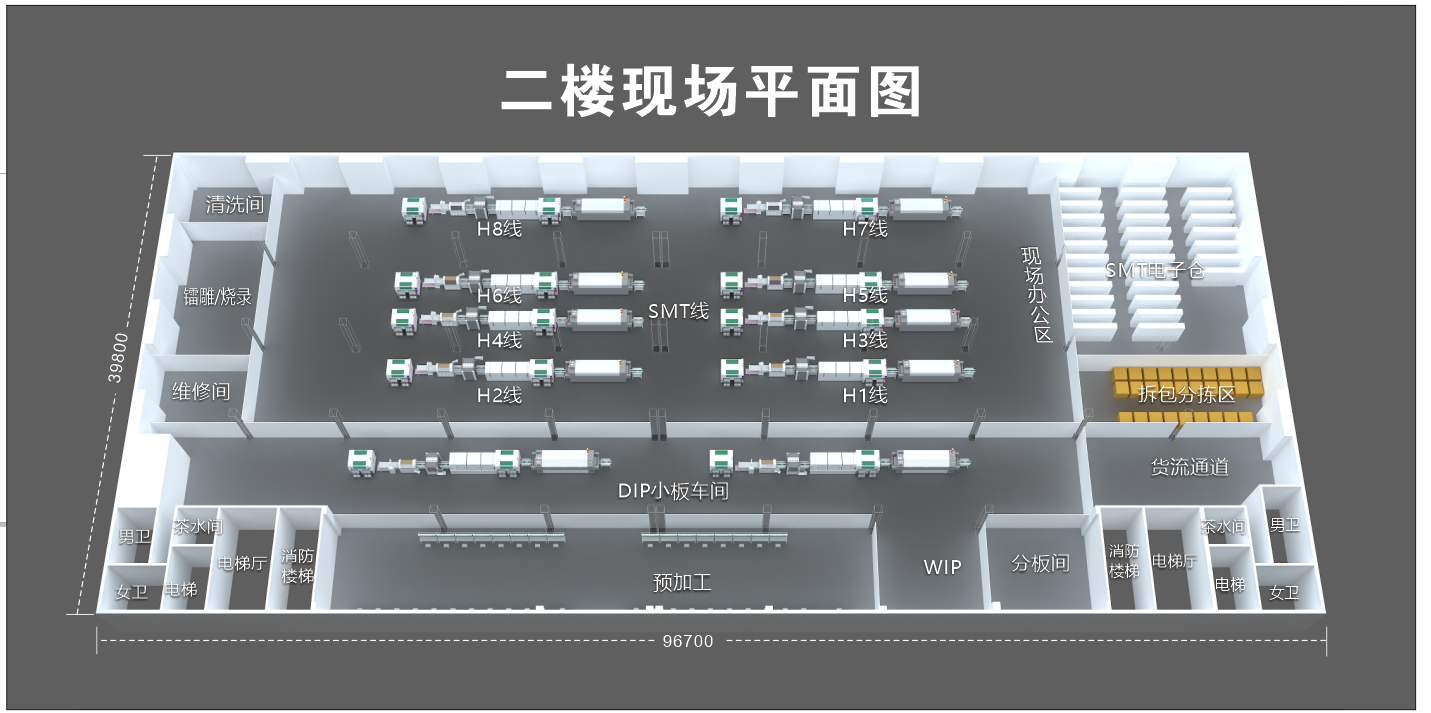 二楼现场平面图
清洗间
H8线
H7线
现场办公区
SMT电子仓
镭雕/烧录
H6线
SMT线
H5线
H4线
H3线
39800
维修间
H2线
H1线
拆包分拣区
DIP小板车间
货流通道
男卫
茶水间
电梯厅
消防
楼梯
女卫
电梯
预加工
WIP
分板间
消防
楼梯
电梯厅
茶水间
男卫
电梯
女卫
96700